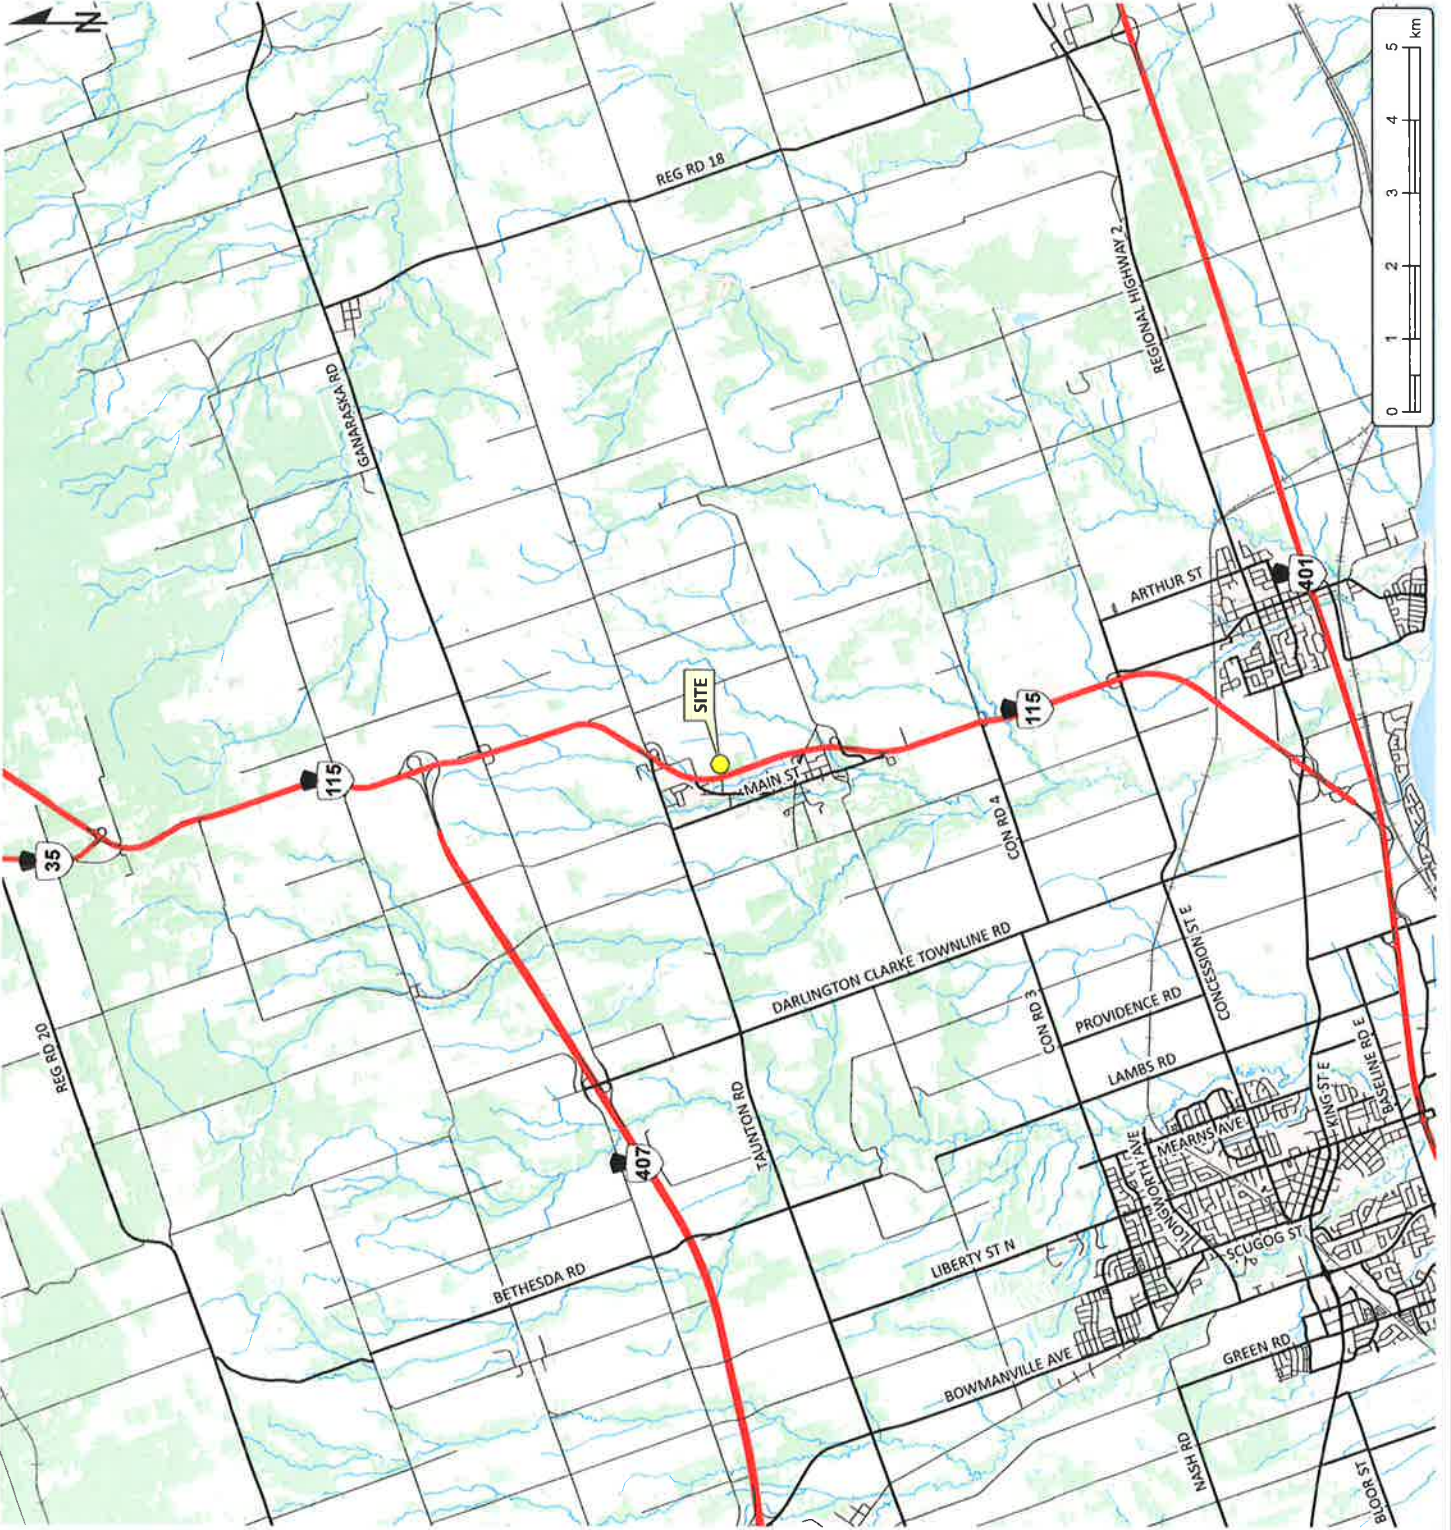 N
REG RD 18
GANARASKA RD
REGIONAL HIGHWAY 2
0 1 2 3 4 5 km
ARTHUR ST
401
SITE
115
115
MAIN ST
35
CON RD 4
REG RD 20
DARLINGTON CLARKE TOWNLINE RD
CONCESSION ST E
CON RD 3
PROVIDENCE RD
LAMBS RD
TAUNTON RD
407
BASELINE RD E
KING ST E
MEARNS AVE
LONGWORTH AVE
SCUGOG ST
LIBERTY ST N
BETHESDA RD
BOWMANVILLE AVE
GREEN RD
NASH RD
BLOOR ST